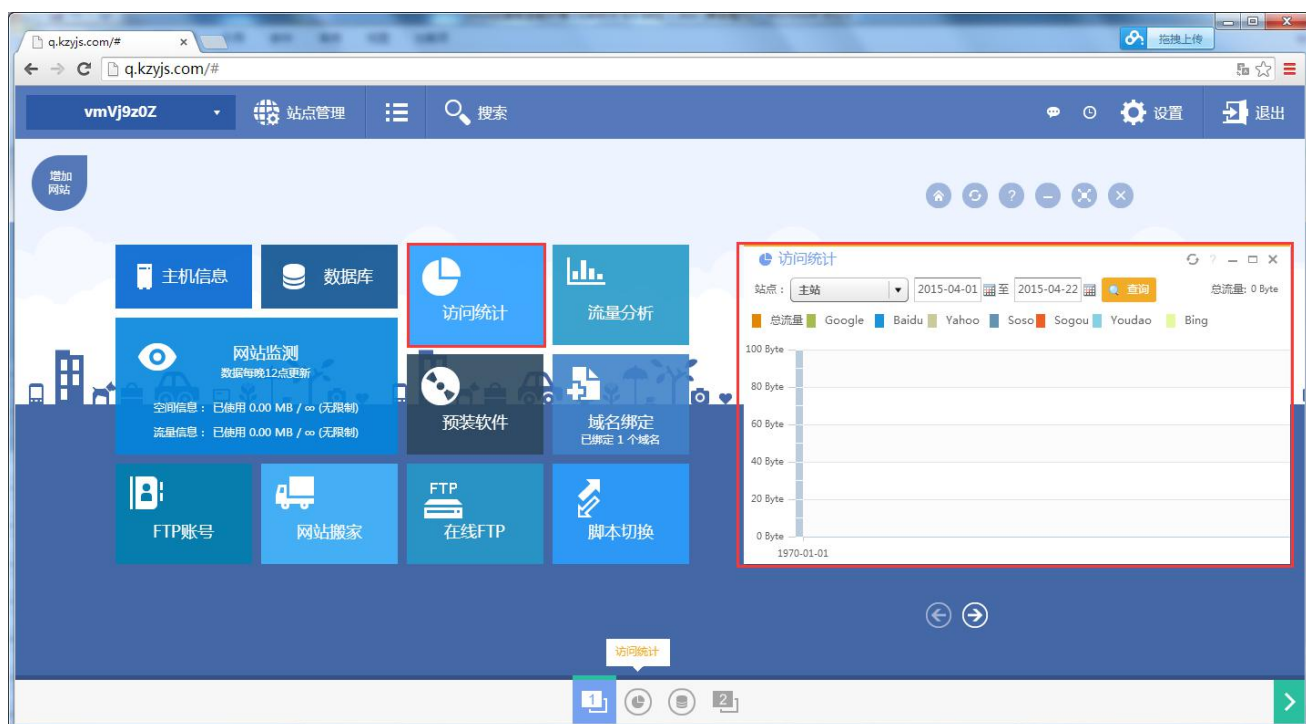 q.kzyjs.com/#
拖拽上传
q.kzyjs.com/#
vmVj9z0Z
站点管理
搜索
设置
退出
增加
网站
主机信息
数据库
访问统计
流量分析
网站监测
数据每晚12点更新
空间信息： 已使用 0.00 MB / ∞ (无限制)
流量信息： 已使用 0.00 MB / ∞ (无限制)
预装软件
域名绑定
已绑定 1 个域名
FTP账号
网站搬家
FTP
在线FTP
脚本切换
访问统计
站点： 主站 2015-04-01 至 2015-04-22 查询 总流量: 0 Byte
总流量 Google Baidu Yahoo Soso Sogou Youdao Bing
100 Byte
80 Byte
60 Byte
40 Byte
20 Byte
0 Byte
1970-01-01
访问统计
1
2